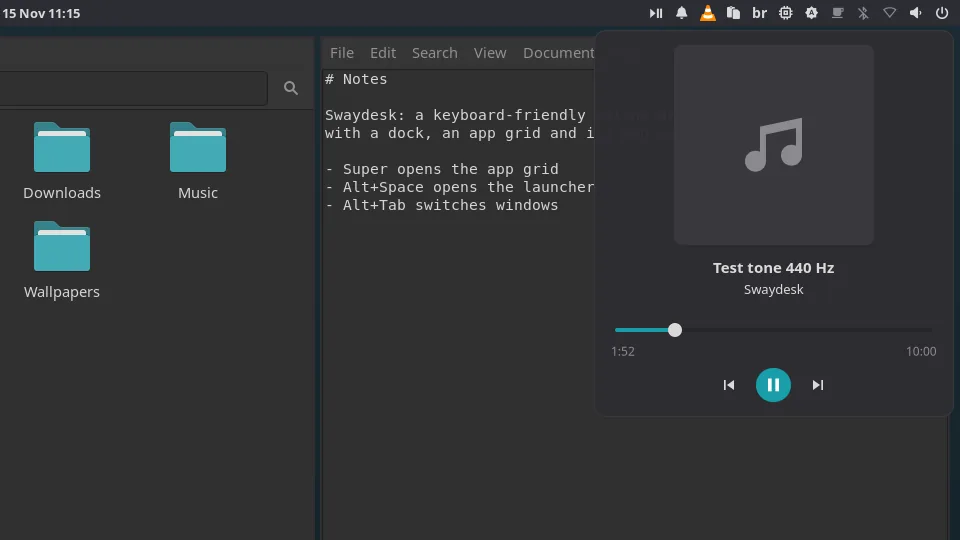 15 Nov 11:15
br
Downloads
Music
Wallpapers
File Edit Search View Document
# Notes
Swaydesk: a keyboard-friendly
with a dock, an app grid and
- Super opens the app grid
- Alt+Space opens the launcher
- Alt+Tab switches windows
Test tone 440 Hz
Swaydesk
1:52
10:00